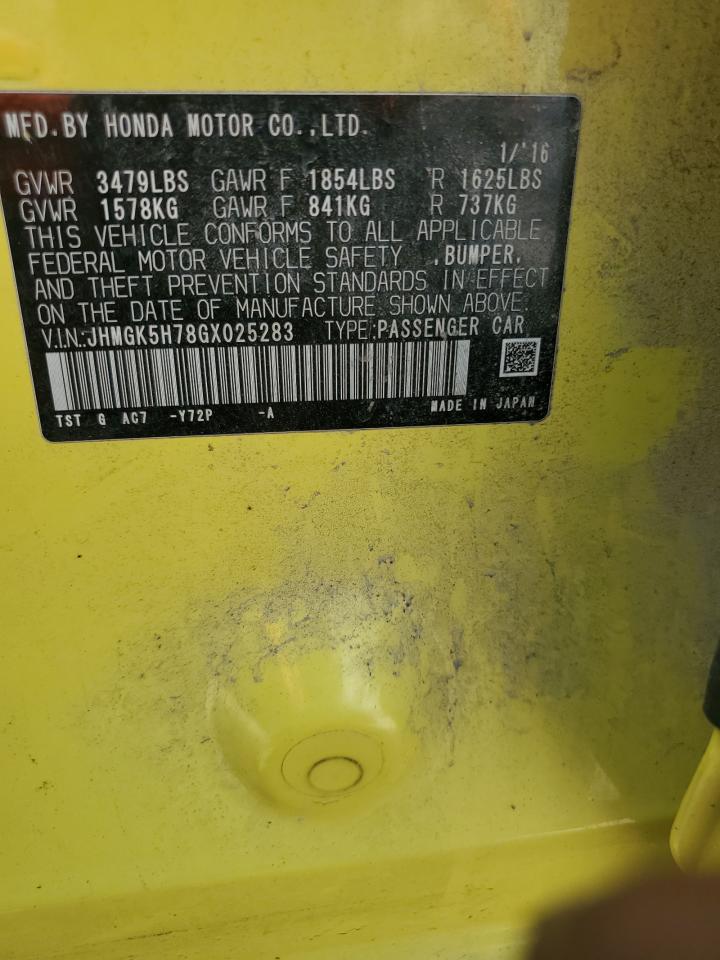 MFD.BY HONDA MOTOR CO.,LTD.
1/'16
GVWR 3479LBS GAWR F 1854LBS R 1625LBS
GVWR 1578KG GAWR F 841KG R 737KG
THIS VEHICLE CONFORMS TO ALL APPLICABLE
FEDERAL MOTOR VEHICLE SAFETY ,BUMPER,
AND THEFT PREVENTION STANDARDS IN EFFECT
ON THE DATE OF MANUFACTURE SHOWN ABOVE.
V.I.N:JHMGK5H78GX025283 TYPE:PASSENGER CAR
TST G AC7 -Y72P -A MADE IN JAPAN